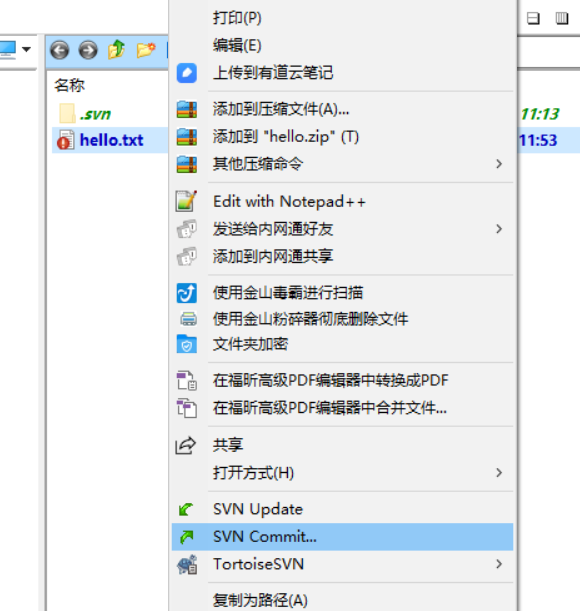 打印(P)
编辑(E)
上传到有道云笔记
名称
.svn
11:13
hello.txt
11:53
添加到压缩文件(A)...
添加到 "hello.zip" (T)
其他压缩命令
Edit with Notepad++
发送给内网通好友
添加到内网通共享
使用金山毒霸进行扫描
使用金山粉碎器彻底删除文件
文件夹加密
在福昕高级PDF编辑器中转换成PDF
在福昕高级PDF编辑器中合并文件...
共享
打开方式(H)
SVN Update
SVN Commit...
TortoiseSVN
复制为路径(A)